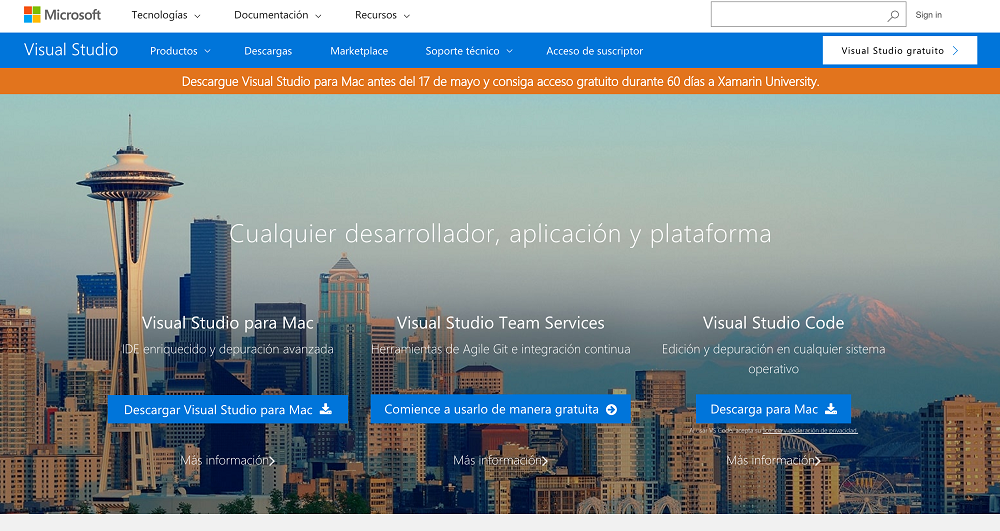 Microsoft Tecnologías Documentación Recursos Sign in
Visual Studio Productos Descargas Marketplace Soporte técnico Acceso de suscriptor Visual Studio gratuito
Descargue Visual Studio para Mac antes del 17 de mayo y consiga acceso gratuito durante 60 días a Xamarin University.
Cualquier desarrollador, aplicación y plataforma
Visual Studio para Mac
IDE enriquecido y depuración avanzada
Descargar Visual Studio para Mac
Más información
Visual Studio Team Services
Herramientas de Agile Git e integración continua
Comience a usarlo de manera gratuita
Más información
Visual Studio Code
Edición y depuración en cualquier sistema
operativo
Descarga para Mac
Al usar VS Code, acepta su licencia y declaración de privacidad.
Más información